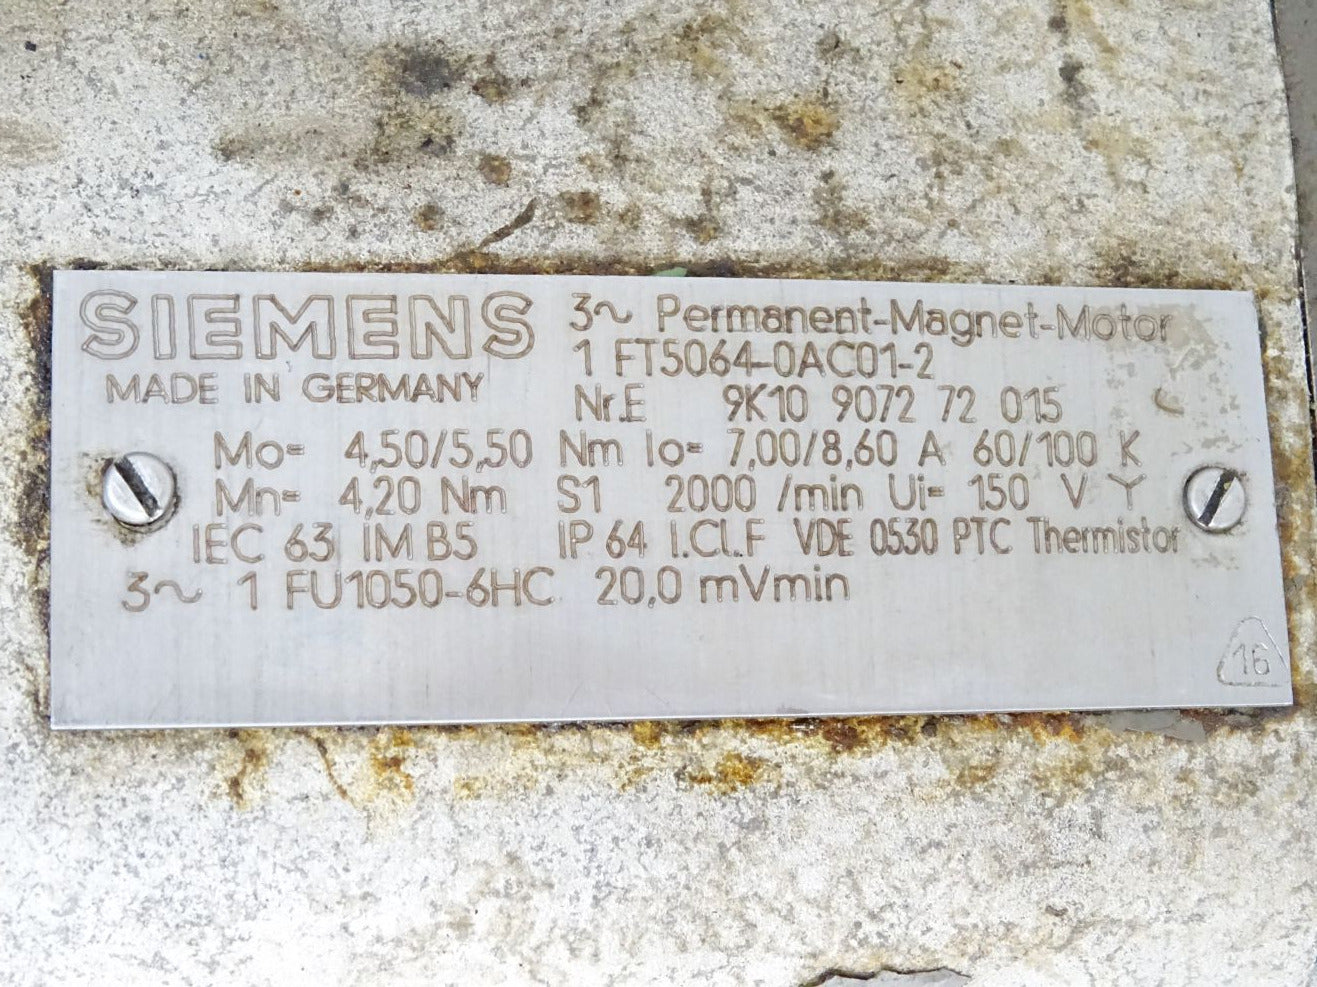 SIEMENS 3~ Permanent-Magnet-Motor
1 FT5064-0AC01-2
MADE IN GERMANY Nr.E 9K10 9072 72 015
Mo= 4,50/5,50 Nm Io= 7,00/8,60 A 60/100 K
Mn= 4,20 Nm S1 2000 /min Ui= 150 V Y
IEC 63 IM B5 IP 64 I.Cl.F VDE 0530 PTC Thermistor
3~ 1 FU1050-6HC 20,0 mVmin
16